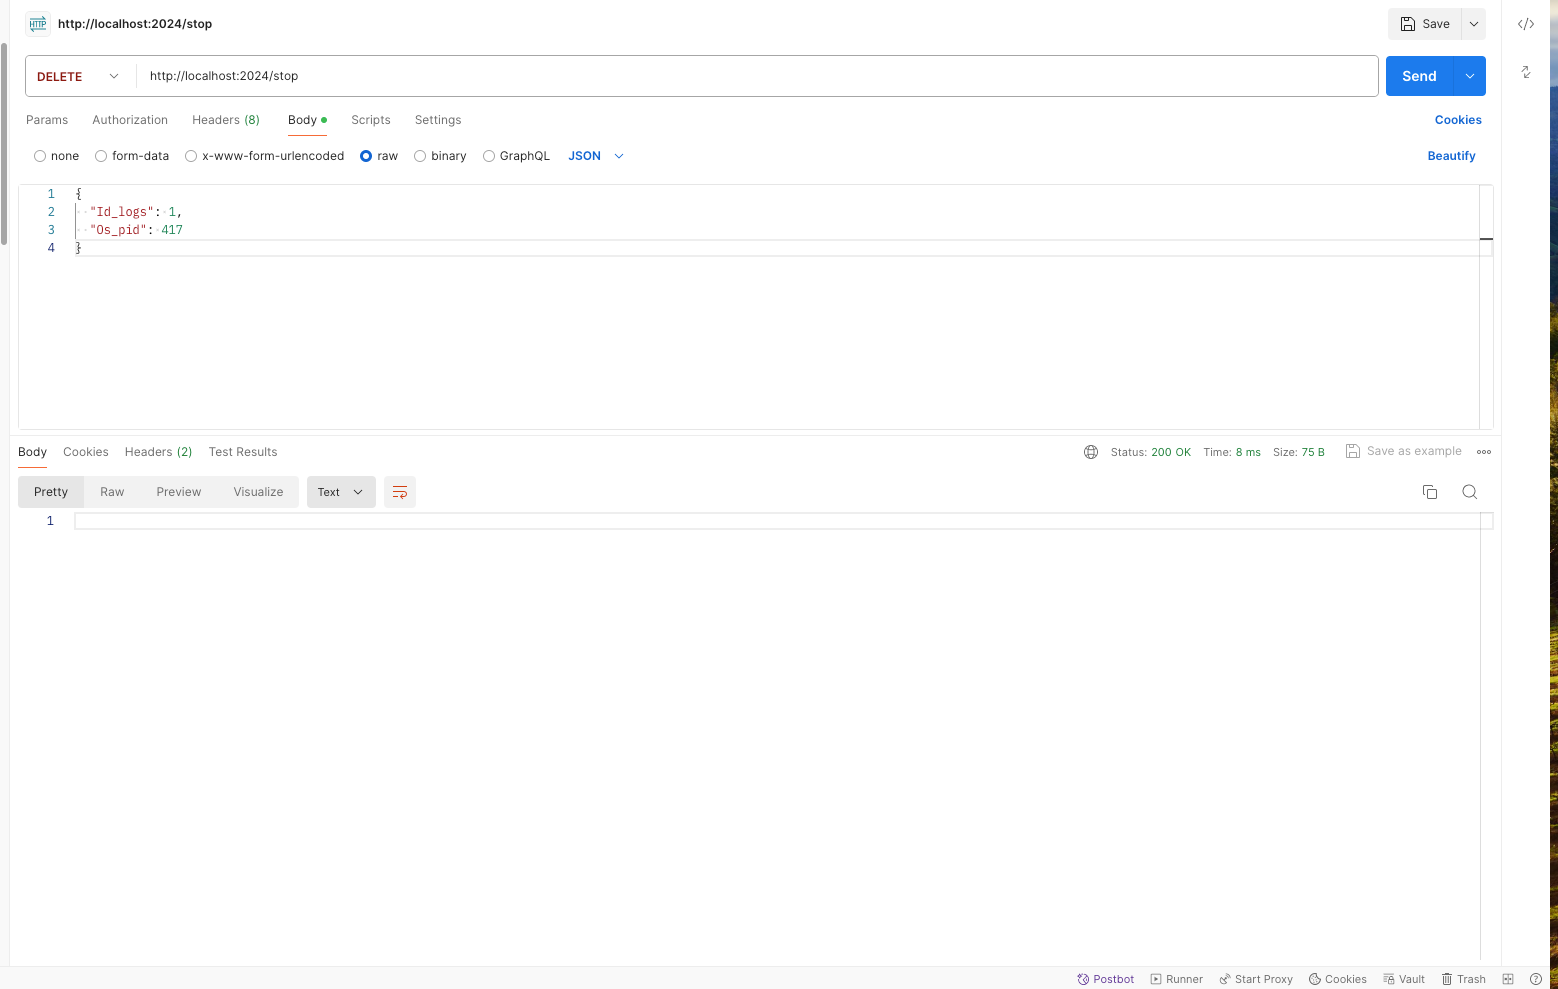 HTTP http://localhost:2024/stop Save
DELETE http://localhost:2024/stop Send
Params Authorization Headers (8) Body Scripts Settings Cookies
none form-data x-www-form-urlencoded raw binary GraphQL JSON Beautify
1 {
2 "Id_logs": 1,
3 "Os_pid": 417
4 }
Body Cookies Headers (2) Test Results Status: 200 OK Time: 8 ms Size: 75 B Save as example
Pretty Raw Preview Visualize Text
1
Postbot Runner Start Proxy Cookies Vault Trash